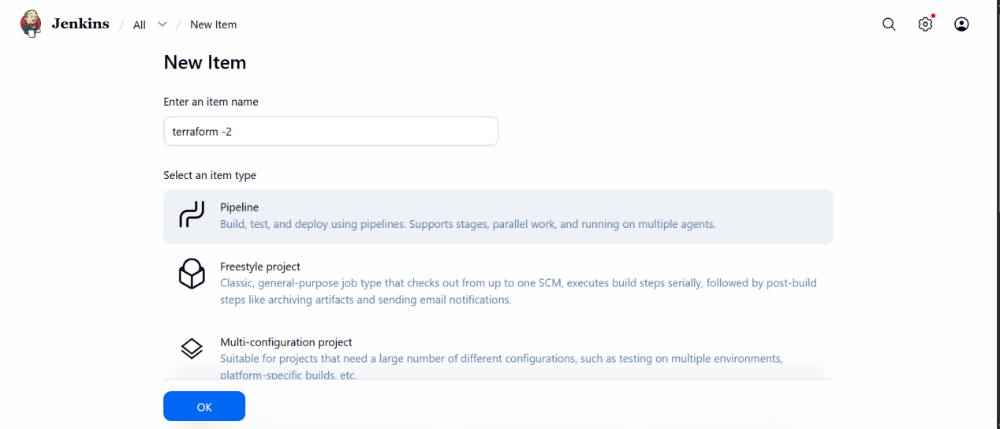 Jenkins / All / New Item
New Item
Enter an item name
terraform -2
Select an item type
Pipeline
Build, test, and deploy using pipelines. Supports stages, parallel work, and running on multiple agents.
Freestyle project
Classic, general-purpose job type that checks out from up to one SCM, executes build steps serially, followed by post-build
steps like archiving artifacts and sending email notifications.
Multi-configuration project
Suitable for projects that need a large number of different configurations, such as testing on multiple environments,
platform-specific builds, etc.
OK